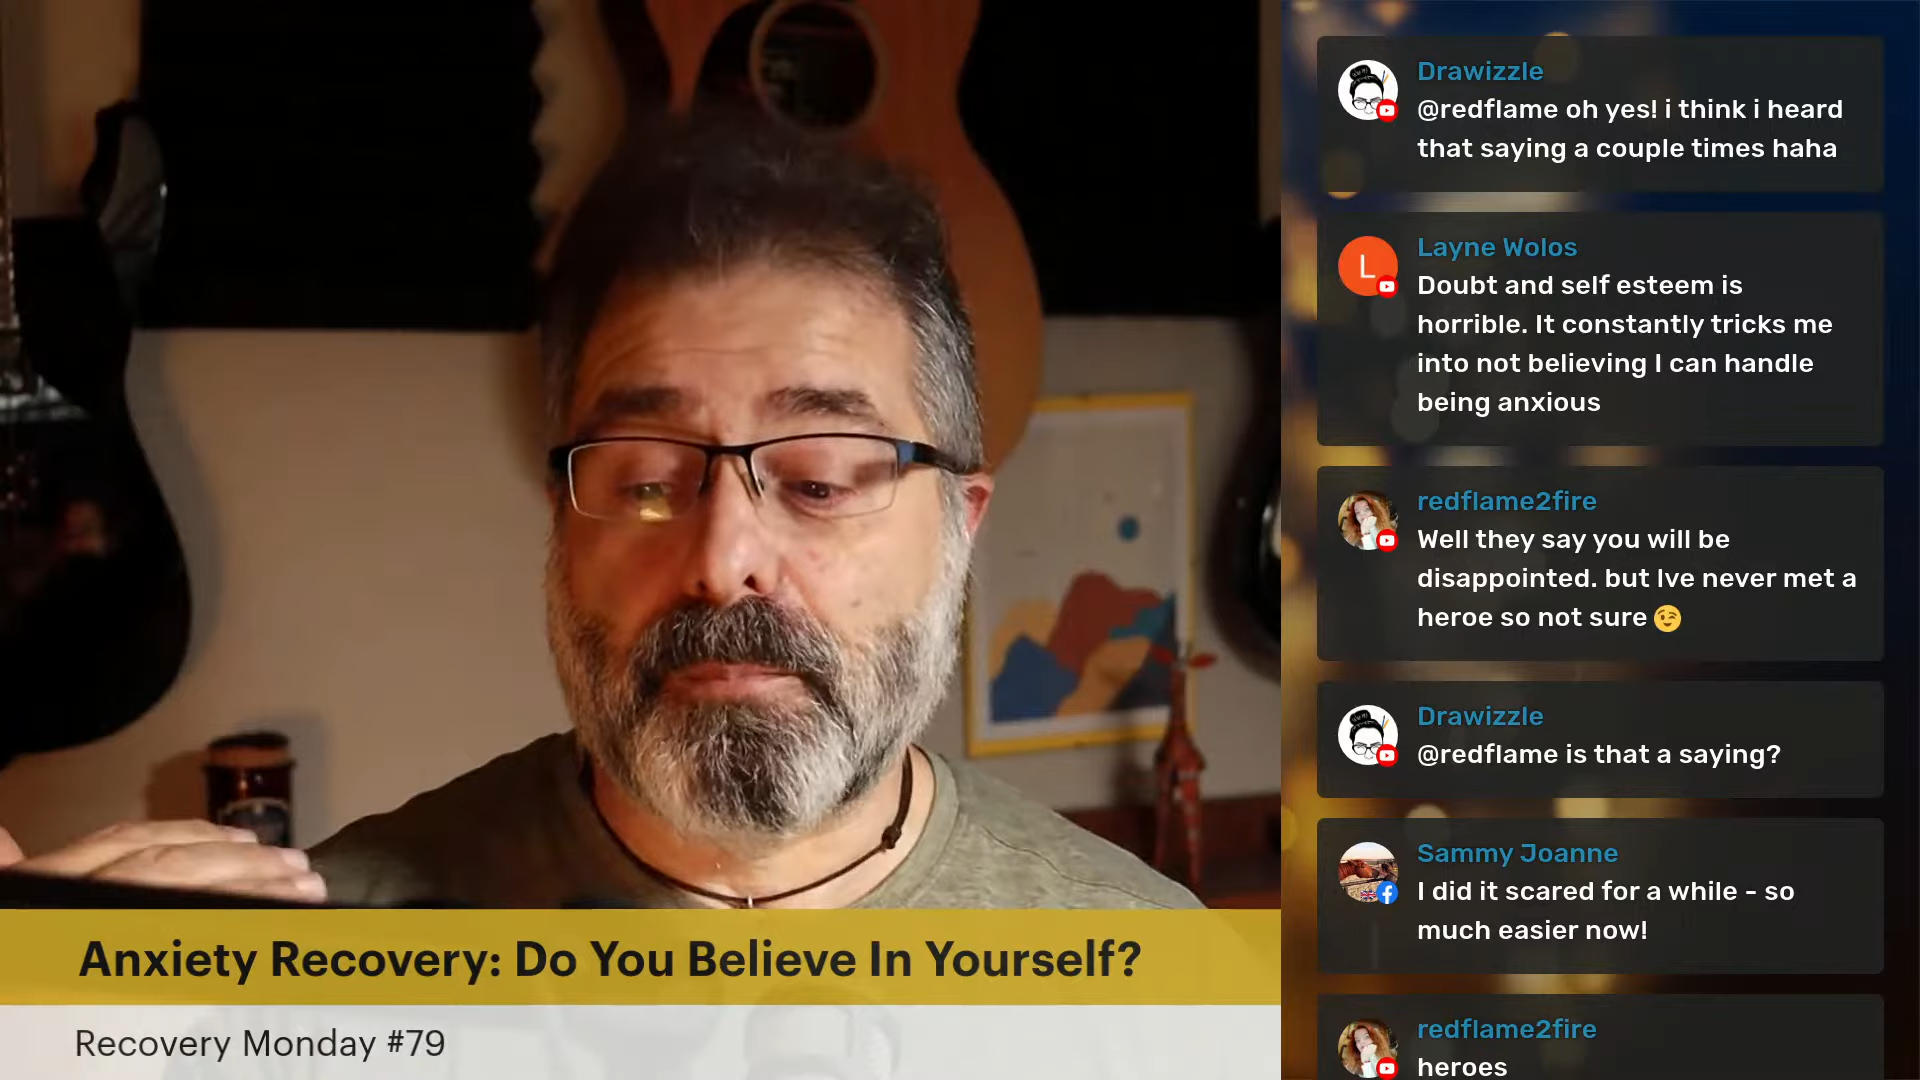 Drawizzle
@redflame oh yes! i think i heard
that saying a couple times haha
L
Layne Wolos
Doubt and self esteem is
horrible. It constantly tricks me
into not believing I can handle
being anxious
redflame2fire
Well they say you will be
disappointed. but Ive never met a
heroe so not sure 😉
Drawizzle
@redflame is that a saying?
Sammy Joanne
I did it scared for a while - so
much easier now!
redflame2fire
heroes
Anxiety Recovery: Do You Believe In Yourself?
Recovery Monday #79